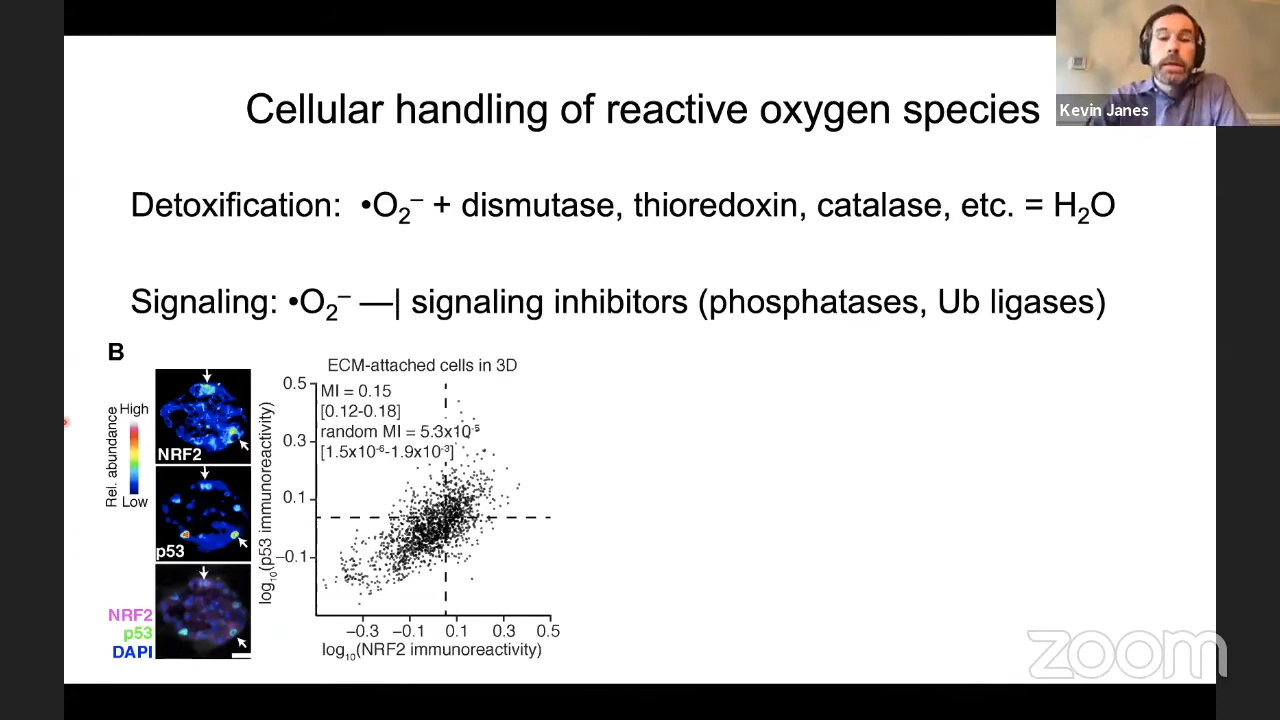 Cellular handling of reactive oxygen species
Kevin Janes
Detoxification: •O₂⁻ + dismutase, thioredoxin, catalase, etc. = H₂O
Signaling: •O₂⁻ —| signaling inhibitors (phosphatases, Ub ligases)
B
High
Rel. abundance
Low
NRF2
p53
NRF2
p53
DAPI
ECM-attached cells in 3D
MI = 0.15
[0.12-0.18]
random MI = 5.3x10⁻⁵
[1.5x10⁻⁶-1.9x10⁻³]
log₁₀(p53 immunoreactivity)
0.5
0.3
0.1
−0.1
−0.3 −0.1 0.1 0.3 0.5
log₁₀(NRF2 immunoreactivity)
zoom